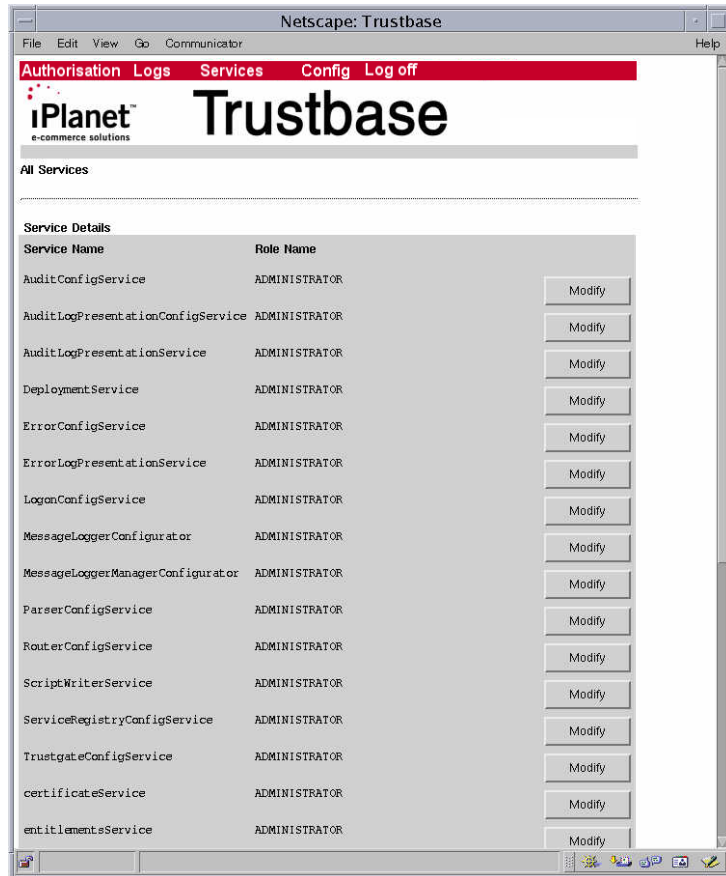 Netscape: Trustbase
File Edit View Go Communicator Help
Authorisation Logs Services Config Log off
iPlanet™
e-commerce solutions
Trustbase
All Services
Service Details
Service Name Role Name
AuditConfigService ADMINISTRATOR Modify
AuditLogPresentationConfigService ADMINISTRATOR Modify
AuditLogPresentationService ADMINISTRATOR Modify
DeploymentService ADMINISTRATOR Modify
ErrorConfigService ADMINISTRATOR Modify
ErrorLogPresentationService ADMINISTRATOR Modify
LogonConfigService ADMINISTRATOR Modify
MessageLoggerConfigurator ADMINISTRATOR Modify
MessageLoggerManagerConfigurator ADMINISTRATOR Modify
ParserConfigService ADMINISTRATOR Modify
RouterConfigService ADMINISTRATOR Modify
ScriptWriterService ADMINISTRATOR Modify
ServiceRegistryConfigService ADMINISTRATOR Modify
TrustgateConfigService ADMINISTRATOR Modify
certificateService ADMINISTRATOR Modify
entitlementsService ADMINISTRATOR Modify